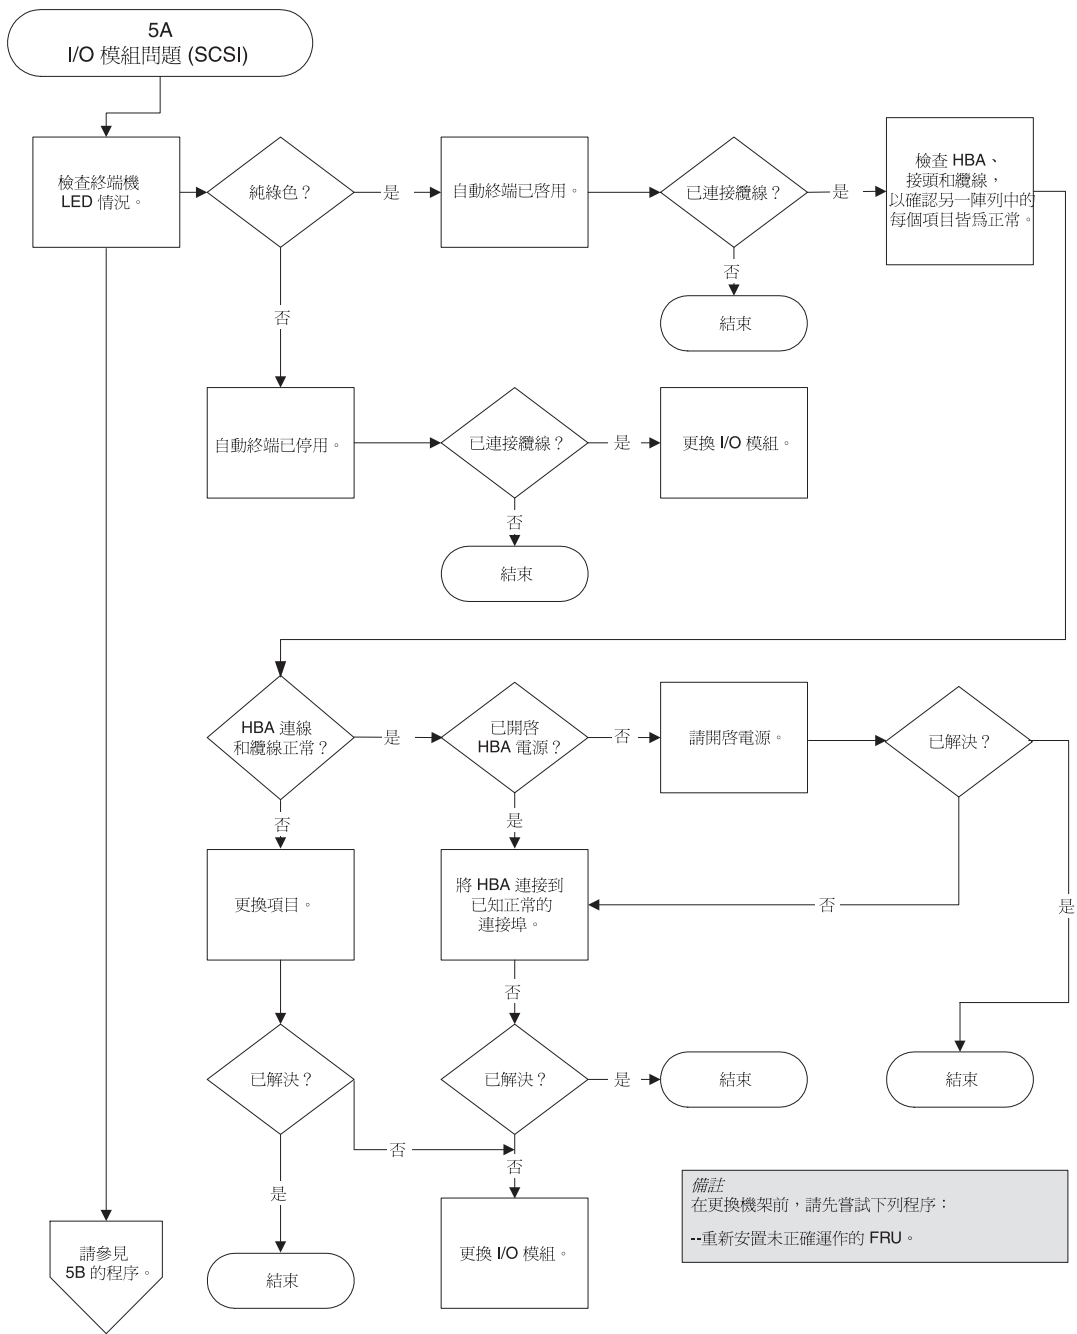 5A
I/O 模組問題 (SCSI)
檢查終端機
LED 情況。
純綠色？
是
自動終端已啓用。
已連接纜線？
是
檢查 HBA、
接頭和纜線，
以確認另一陣列中的
每個項目皆爲正常。
否
結束
否
自動終端已停用。
已連接纜線？
是
更換 I/O 模組。
否
結束
HBA 連線
和纜線正常？
是
已開啓
HBA 電源？
否
請開啓電源。
已解決？
否
是
更換項目。
將 HBA 連接到
已知正常的
連接埠。
否
是
否
已解決？
已解決？
是
結束
結束
否
否
是
備註
在更換機架前，請先嘗試下列程序：
--重新安置未正確運作的 FRU。
請參見
5B 的程序。
結束
更換 I/O 模組。